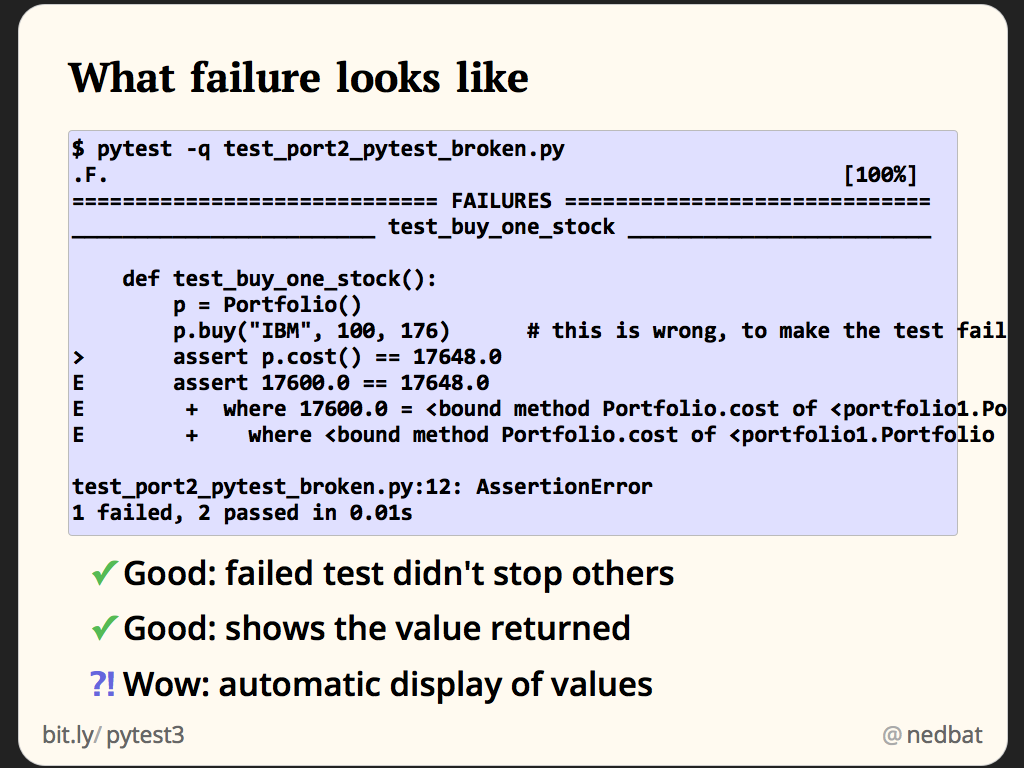 What failure looks like
$ pytest -q test_port2_pytest_broken.py
.F.                                                          [100%]
============================= FAILURES =============================
________________________ test_buy_one_stock ________________________
    def test_buy_one_stock():
        p = Portfolio()
        p.buy("IBM", 100, 176)      # this is wrong, to make the test fail
>       assert p.cost() == 17648.0
E       assert 17600.0 == 17648.0
E        +  where 17600.0 = <bound method Portfolio.cost of <portfolio1.Po
E        +    where <bound method Portfolio.cost of <portfolio1.Portfolio
test_port2_pytest_broken.py:12: AssertionError
1 failed, 2 passed in 0.01s
✓ Good: failed test didn't stop others
✓ Good: shows the value returned
?! Wow: automatic display of values
bit.ly/pytest3
@nedbat